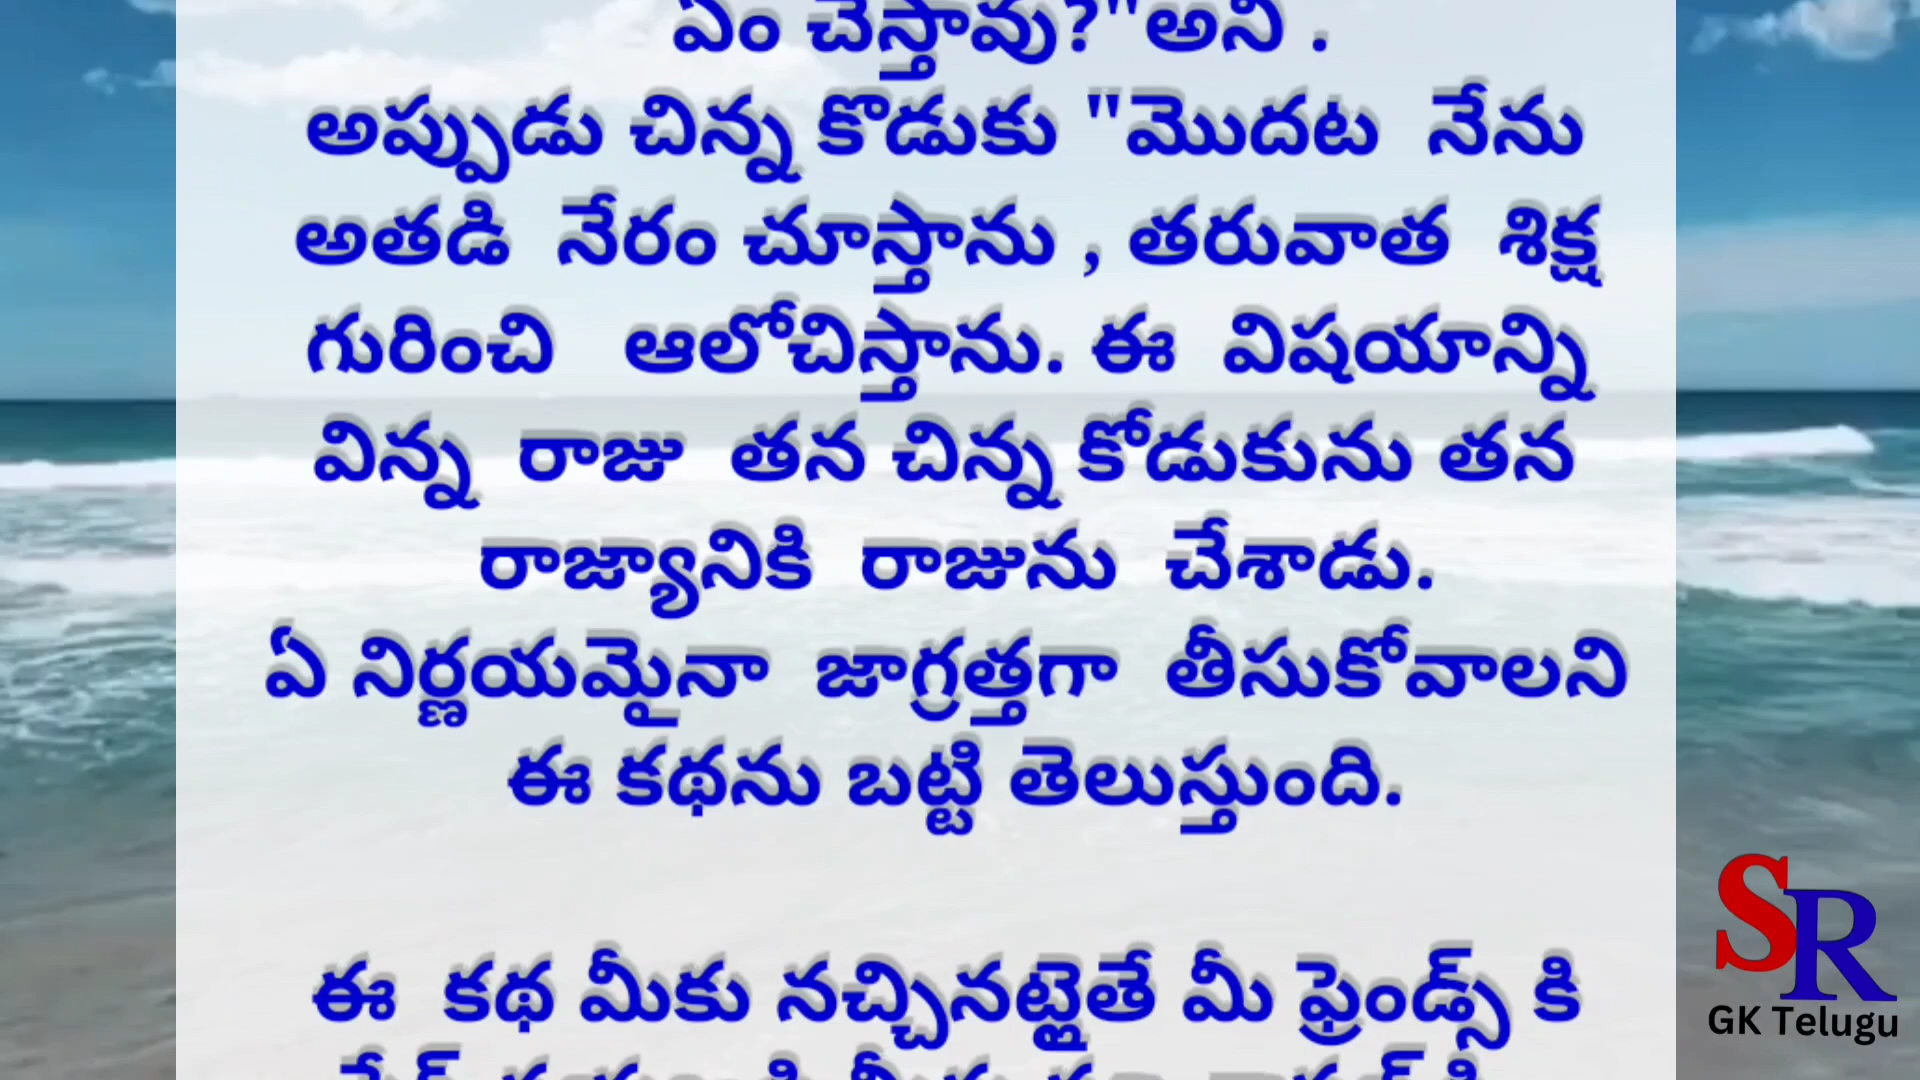 ఏం చేస్తావు?"అని .
అప్పుడు చిన్న కొడుకు "మొదట నేను
అతడి నేరం చూస్తాను , తరువాత శిక్ష
గురించి ఆలోచిస్తాను. ఈ విషయాన్ని
విన్న రాజు తన చిన్న కోడుకును తన
రాజ్యానికి రాజును చేశాడు.
ఏ నిర్ణయమైనా జాగ్రత్తగా తీసుకోవాలని
ఈ కథను బట్టి తెలుస్తుంది.
ఈ కథ మీకు నచ్చినట్లైతే మీ ఫ్రెండ్స్ కి
SR
GK Telugu